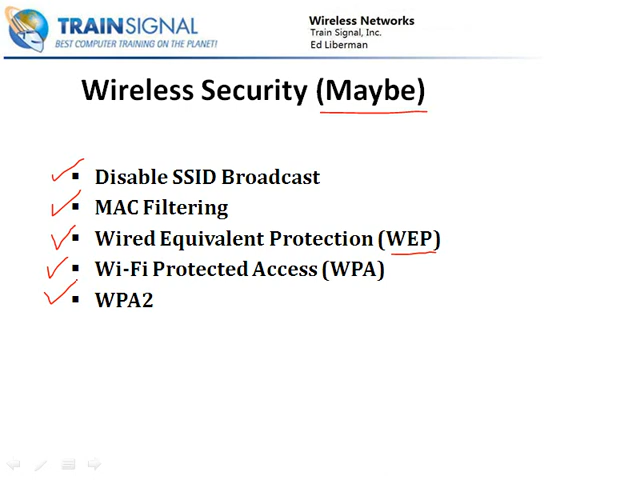 TRAINSIGNAL
BEST COMPUTER TRAINING ON THE PLANET!
Wireless Networks
Train Signal, Inc.
Ed Liberman
Wireless Security (Maybe)
▪ Disable SSID Broadcast
▪ MAC Filtering
▪ Wired Equivalent Protection (WEP)
▪ Wi-Fi Protected Access (WPA)
▪ WPA2